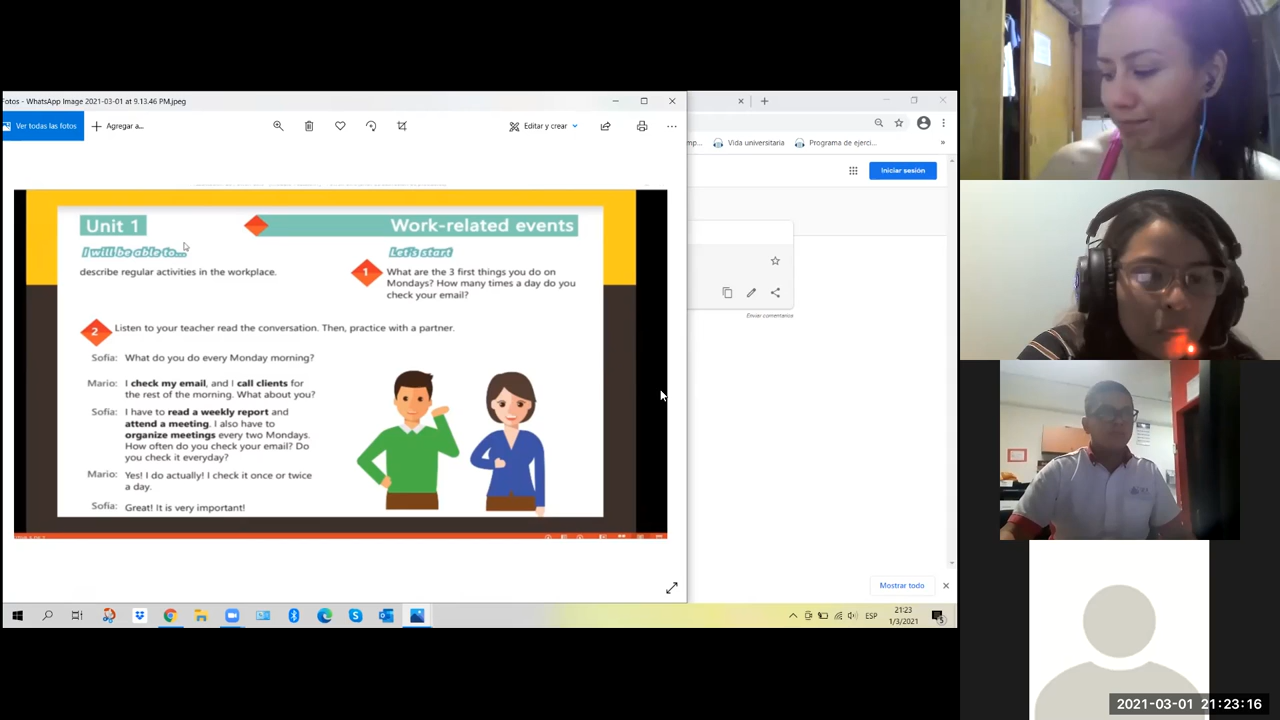 Fotos - WhatsApp Image 2021-03-01 at 9.13.46 PM.jpeg
Ver todas las fotos
Agregar a...
Editar y crear
Vida universitaria
Programa de ejerci...
Iniciar sesión
Unit 1
Work-related events
I will be able to...
Let's start
describe regular activities in the workplace.
1
What are the 3 first things you do on
Mondays? How many times a day do you
check your email?
2
Listen to your teacher read the conversation. Then, practice with a partner.
Sofia: What do you do every Monday morning?
Mario: I check my email, and I call clients for
the rest of the morning. What about you?
Sofia: I have to read a weekly report and
attend a meeting. I also have to
organize meetings every two Mondays.
How often do you check your email? Do
you check it everyday?
Mario: Yes! I do actually! I check it once or twice
a day.
Sofia: Great! It is very important!
Enviar comentarios
Mostrar todo
ESP
21:23
1/3/2021
2021-03-01 21:23:16